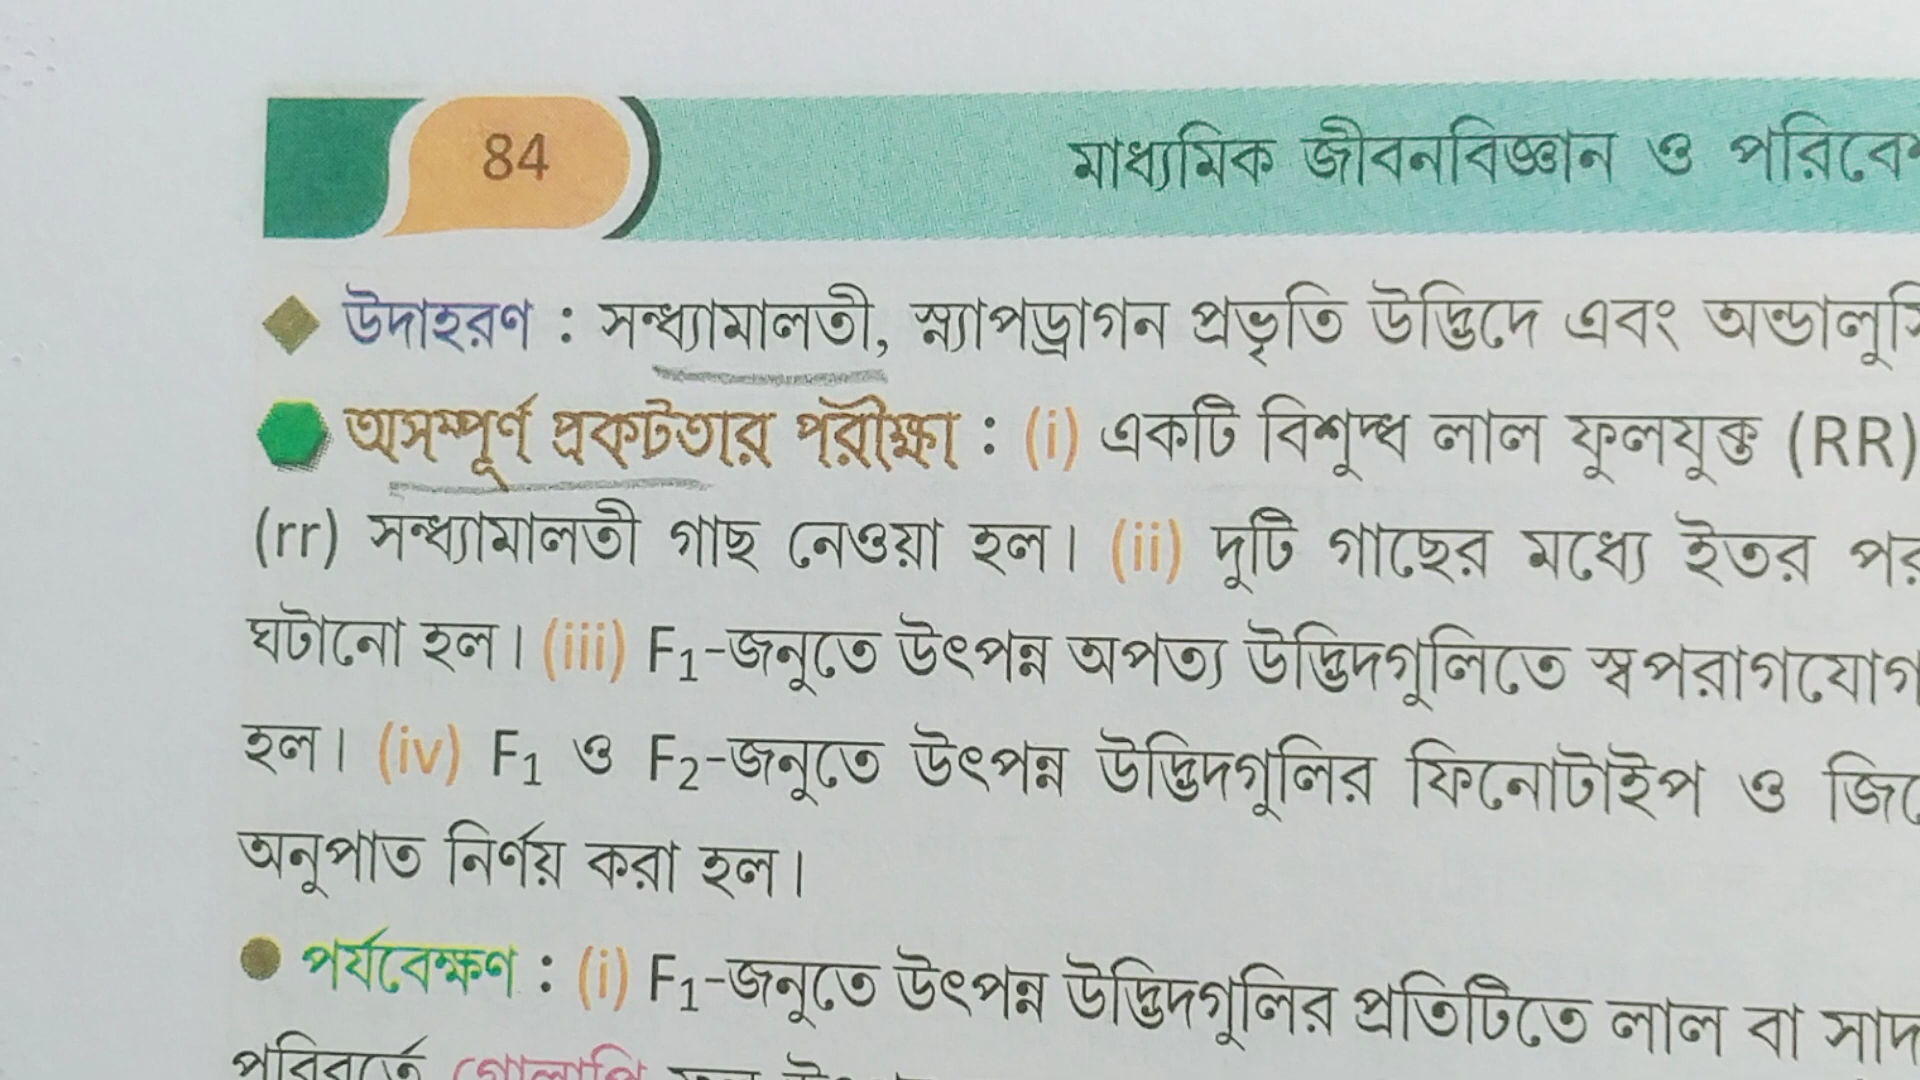 84
মাধ্যমিক জীবনবিজ্ঞান ও
উদাহরণ : সন্ধ্যামালতী, স্ন্যাপড্রাগন প্রভৃতি উদ্ভিদে এবং
অসম্পূর্ণ প্রকটতার পরীক্ষা : (i) একটি বিশুদ্ধ লাল ফুলযুক্ত (RR)
(rr) সন্ধ্যামালতী গাছ নেওয়া হল। (ii) দুটি গাছের মধ্যে ইতর
ঘটানো হল। (iii) F₁-জনুতে উৎপন্ন অপত্য উদ্ভিদগুলিতে স্বপরাগযোগ
হল। (iv) F₁ ও F₂-জনুতে উৎপন্ন উদ্ভিদগুলির ফিনোটাইপ ও
অনুপাত নির্ণয় করা হল।
পর্যবেক্ষণ : (i) F₁-জনুতে উৎপন্ন উদ্ভিদগুলির প্রতিটিতে লাল বা
পরিবর্তে গোলাপি